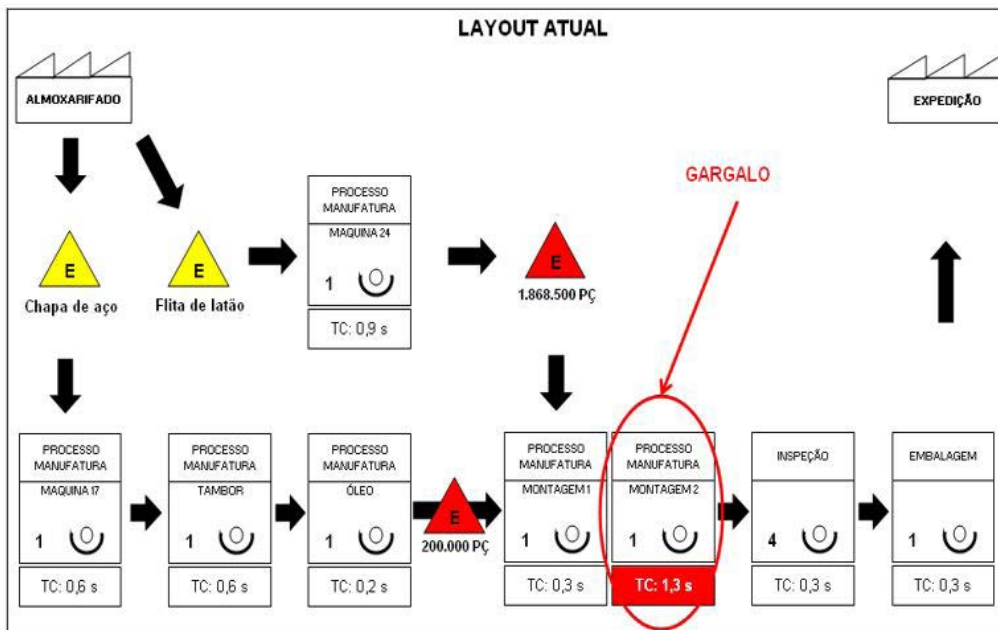 LAYOUT ATUAL
ALMOXARIFADO
EXPEDIÇÃO
GARGALO
PROCESSO
MANUFATURA
MAQUINA 24
1
TC: 0,9 s
E
Chapa de aço
E
Flita de latão
E
1.868.500 PÇ
PROCESSO
MANUFATURA
MAQUINA 17
1
TC: 0,6 s
PROCESSO
MANUFATURA
TAMBOR
1
TC: 0,6 s
PROCESSO
MANUFATURA
ÓLEO
1
TC: 0,2 s
E
200.000 PÇ
PROCESSO
MANUFATURA
MONTAGEM 1
1
TC: 0,3 s
PROCESSO
MANUFATURA
MONTAGEM 2
1
TC: 1,3 s
INSPEÇÃO
4
TC: 0,3 s
EMBALAGEM
1
TC: 0,3 s